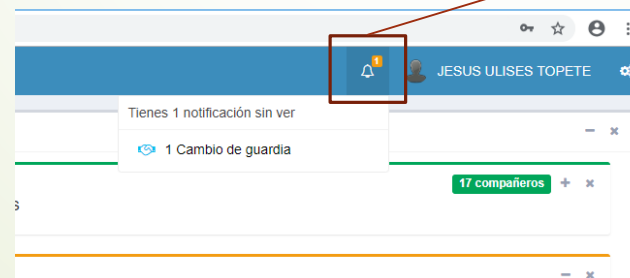 1
JESUS ULISES TOPETE
Tienes 1 notificación sin ver
1 Cambio de guardia
17 compañeros
s